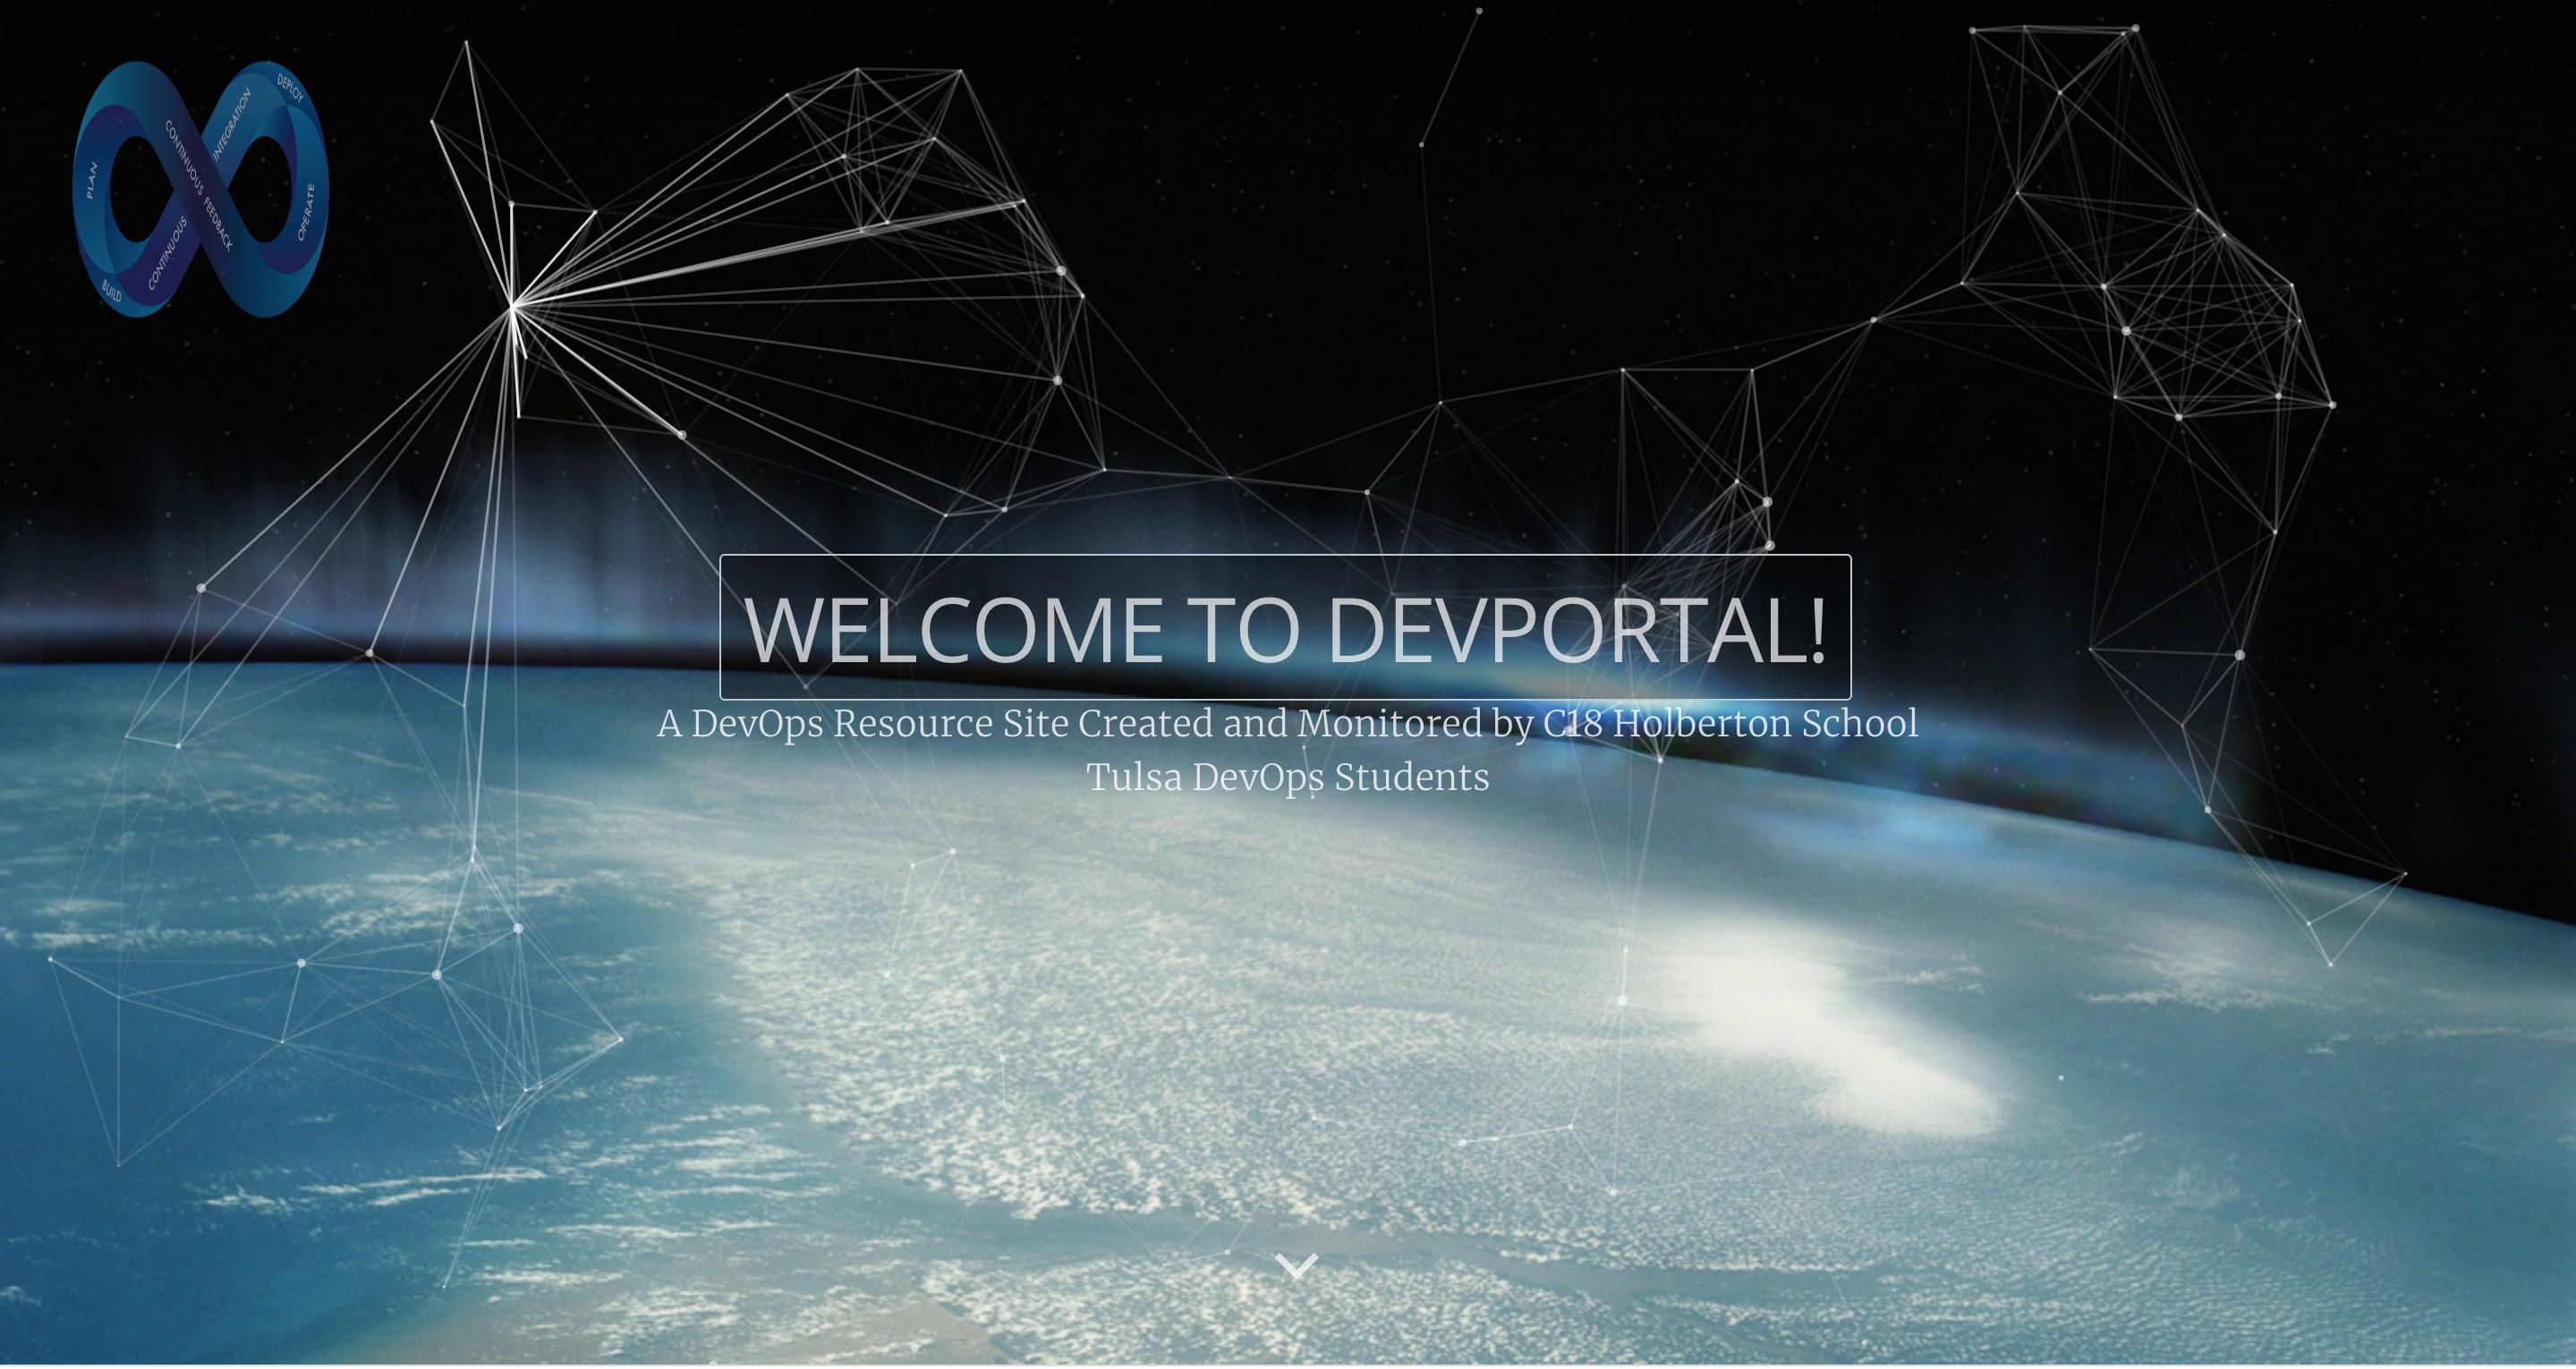 DEPLOY
INTEGRATION
CONTINUOUS FEEDBACK
PLAN
OPERATE
CONTINUOUS
BUILD
WELCOME TO DEVPORTAL!
A DevOps Resource Site Created and Monitored by C18 Holberton School
Tulsa DevOps Students